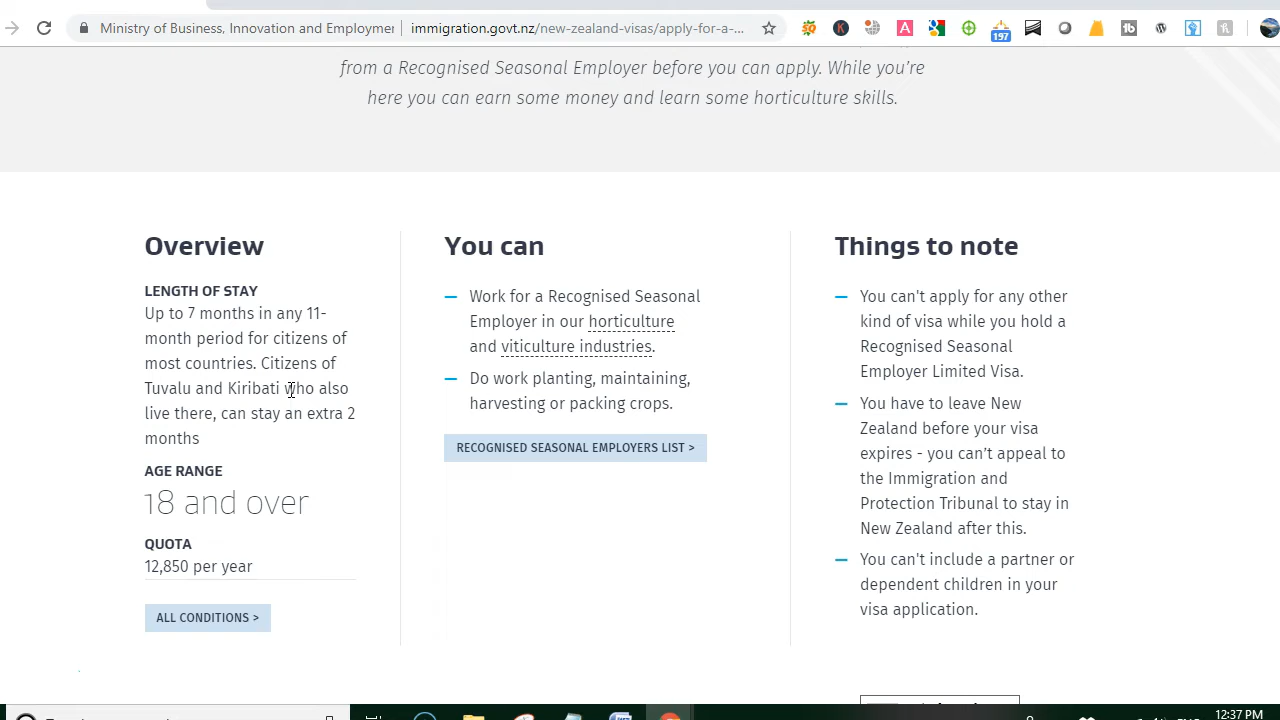 Ministry of Business, Innovation and Employmer
immigration.govt.nz/new-zealand-visas/apply-for-a-...
197
from a Recognised Seasonal Employer before you can apply. While you're
here you can earn some money and learn some horticulture skills.
Overview
LENGTH OF STAY
Up to 7 months in any 11-
month period for citizens of
most countries. Citizens of
Tuvalu and Kiribati who also
live there, can stay an extra 2
months
AGE RANGE
18 and over
QUOTA
12,850 per year
ALL CONDITIONS >
You can
— Work for a Recognised Seasonal
Employer in our horticulture
and viticulture industries.
— Do work planting, maintaining,
harvesting or packing crops.
RECOGNISED SEASONAL EMPLOYERS LIST >
Things to note
— You can't apply for any other
kind of visa while you hold a
Recognised Seasonal
Employer Limited Visa.
— You have to leave New
Zealand before your visa
expires - you can't appeal to
the Immigration and
Protection Tribunal to stay in
New Zealand after this.
— You can't include a partner or
dependent children in your
visa application.
12:37 PM